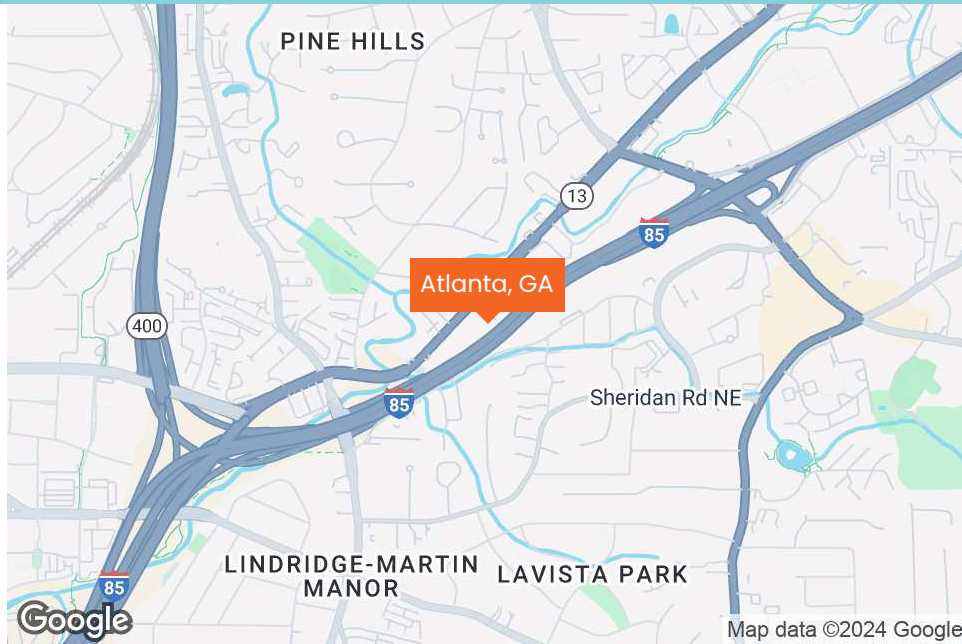 PINE HILLS
13
85
Atlanta, GA
400
85
Sheridan Rd NE
LINDRIDGE-MARTIN
MANOR
LAVISTA PARK
85
Google
Map data ©2024 Google